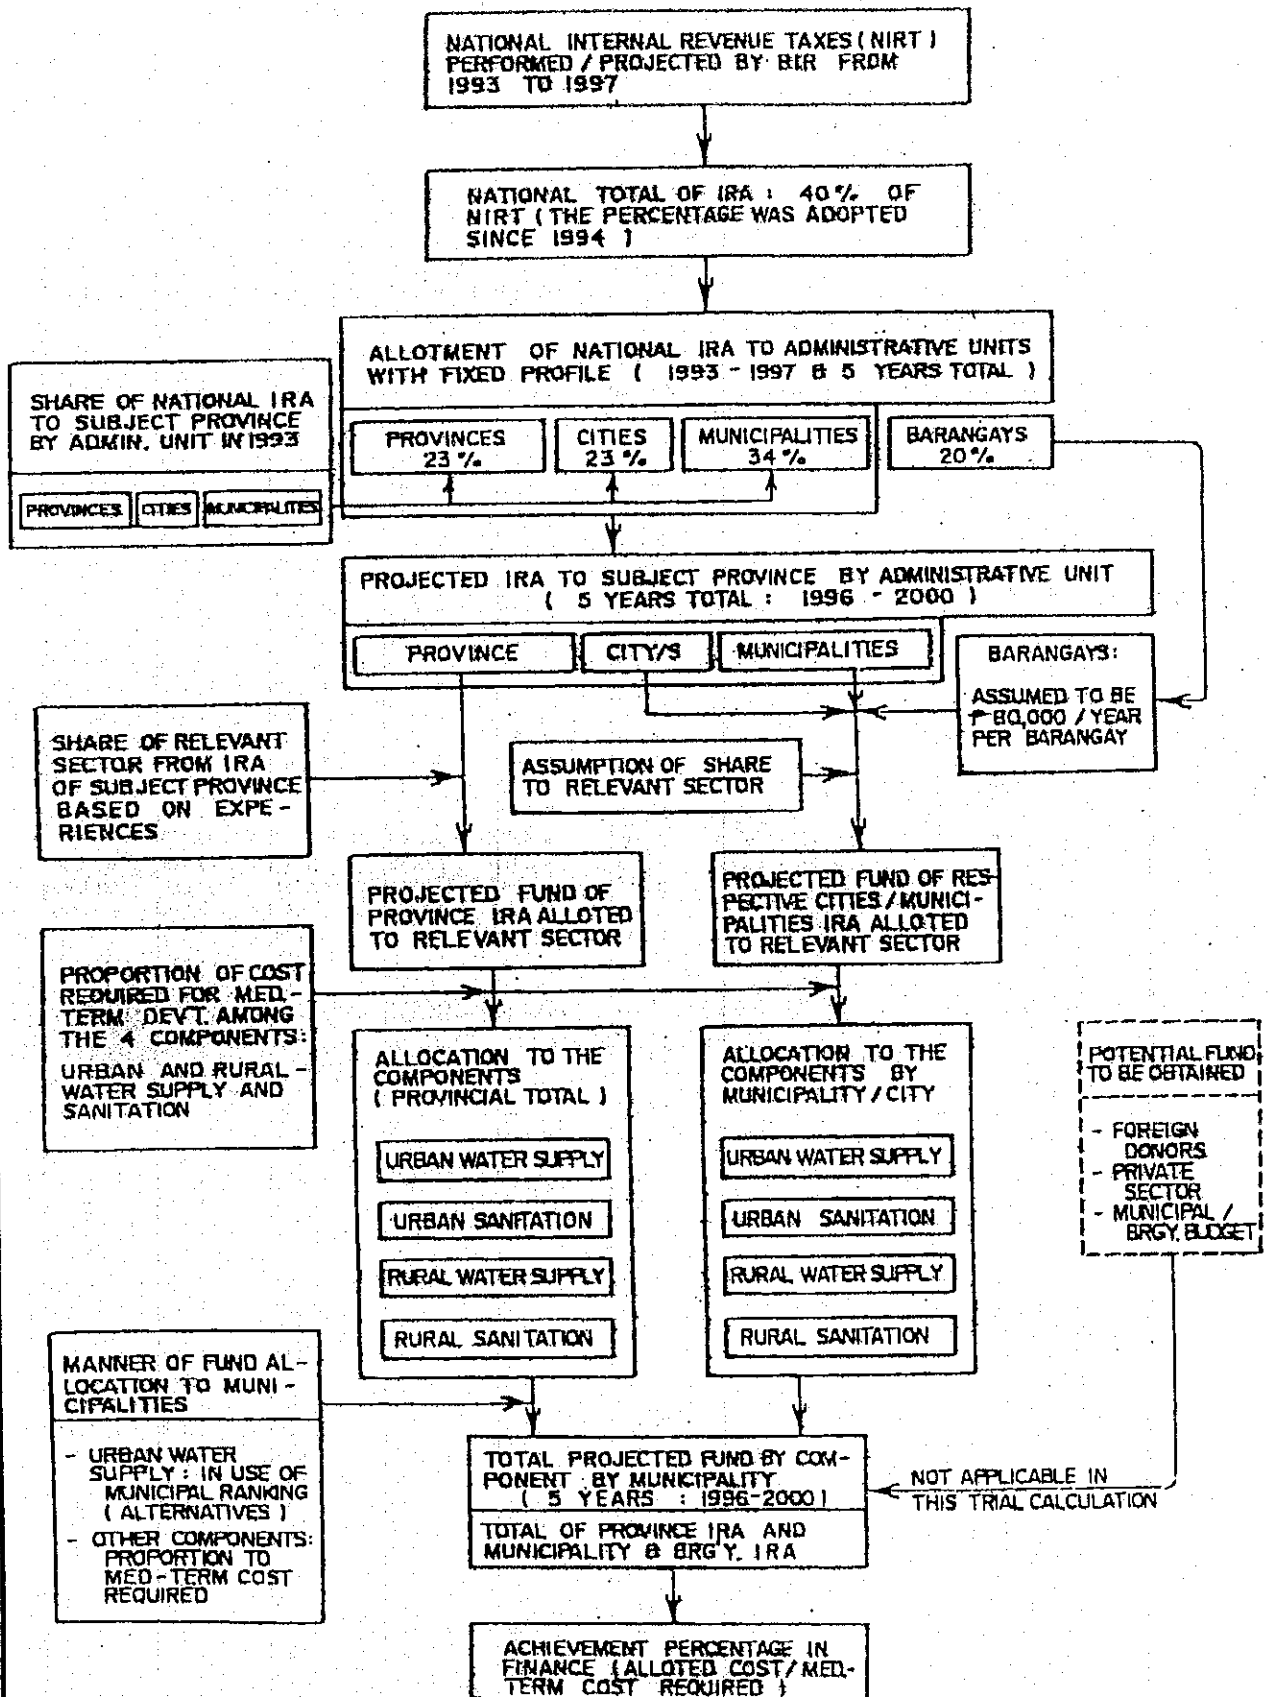 NATIONAL INTERNAL REVENUE TAXES (NIRT)
PERFORMED / PROJECTED BY BIR FROM
1993 TO 1997
NATIONAL TOTAL OF IRA : 40 % OF
NIRT (THE PERCENTAGE WAS ADOPTED
SINCE 1994 )
ALLOTMENT OF NATIONAL IRA TO ADMINISTRATIVE UNITS
WITH FIXED PROFILE ( 1993 - 1997 & 5 YEARS TOTAL )
PROVINCES
23 %
CITIES
23 %
MUNICIPALITIES
34 %
BARANGAYS
20 %
SHARE OF NATIONAL IRA
TO SUBJECT PROVINCE
BY ADMIN. UNIT IN 1993
PROVINCES
CITIES
MUNICIPALITES
PROJECTED IRA TO SUBJECT PROVINCE BY ADMINISTRATIVE UNIT
( 5 YEARS TOTAL : 1996 - 2000 )
PROVINCE
CITY/S
MUNICIPALITIES
BARANGAYS:
ASSUMED TO BE
₱ 80,000 / YEAR
PER BARANGAY
SHARE OF RELEVANT
SECTOR FROM IRA
OF SUBJECT PROVINCE
BASED ON EXPE-
RIENCES
ASSUMPTION OF SHARE
TO RELEVANT SECTOR
PROJECTED FUND OF
PROVINCE IRA ALLOTED
TO RELEVANT SECTOR
PROJECTED FUND OF RES-
PECTIVE CITIES / MUNICI-
PALITIES IRA ALLOTED
TO RELEVANT SECTOR
PROPORTION OF COST
REQUIRED FOR MED.-
TERM DEV'T. AMONG
THE 4 COMPONENTS:
URBAN AND RURAL-
WATER SUPPLY AND
SANITATION
ALLOCATION TO THE
COMPONENTS
( PROVINCIAL TOTAL )
URBAN WATER SUPPLY
URBAN SANITATION
RURAL WATER SUPPLY
RURAL SANITATION
ALLOCATION TO THE
COMPONENTS BY
MUNICIPALITY / CITY
URBAN WATER SUPPLY
URBAN SANITATION
RURAL WATER SUPPLY
RURAL SANITATION
POTENTIAL FUND
TO BE OBTAINED
- FOREIGN
DONORS
- PRIVATE
SECTOR
- MUNICIPAL /
BRGY. BUDGET
MANNER OF FUND AL-
LOCATION TO MUNI-
CIPALITIES
- URBAN WATER
SUPPLY : IN USE OF
MUNICIPAL RANKING
( ALTERNATIVES )
- OTHER COMPONENTS:
PROPORTION TO
MED-TERM COST
REQUIRED
TOTAL PROJECTED FUND BY COM-
PONENT BY MUNICIPALITY
( 5 YEARS : 1996-2000 )
TOTAL OF PROVINCE IRA AND
MUNICIPALITY & BRG'Y. IRA
NOT APPLICABLE IN
THIS TRIAL CALCULATION
ACHIEVEMENT PERCENTAGE IN
FINANCE ( ALLOTED COST / MED.-
TERM COST REQUIRED )